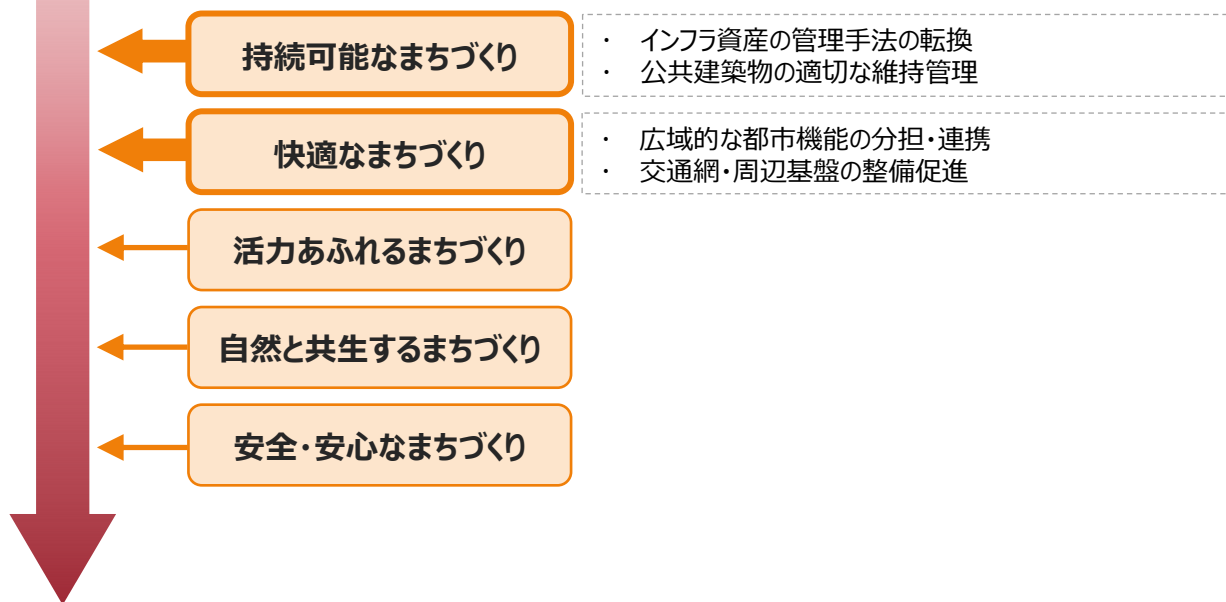 持続可能なまちづくり
・ インフラ資産の管理手法の転換
・ 公共建築物の適切な維持管理
快適なまちづくり
・ 広域的な都市機能の分担・連携
・ 交通網・周辺基盤の整備促進
活力あふれるまちづくり
自然と共生するまちづくり
安全・安心なまちづくり